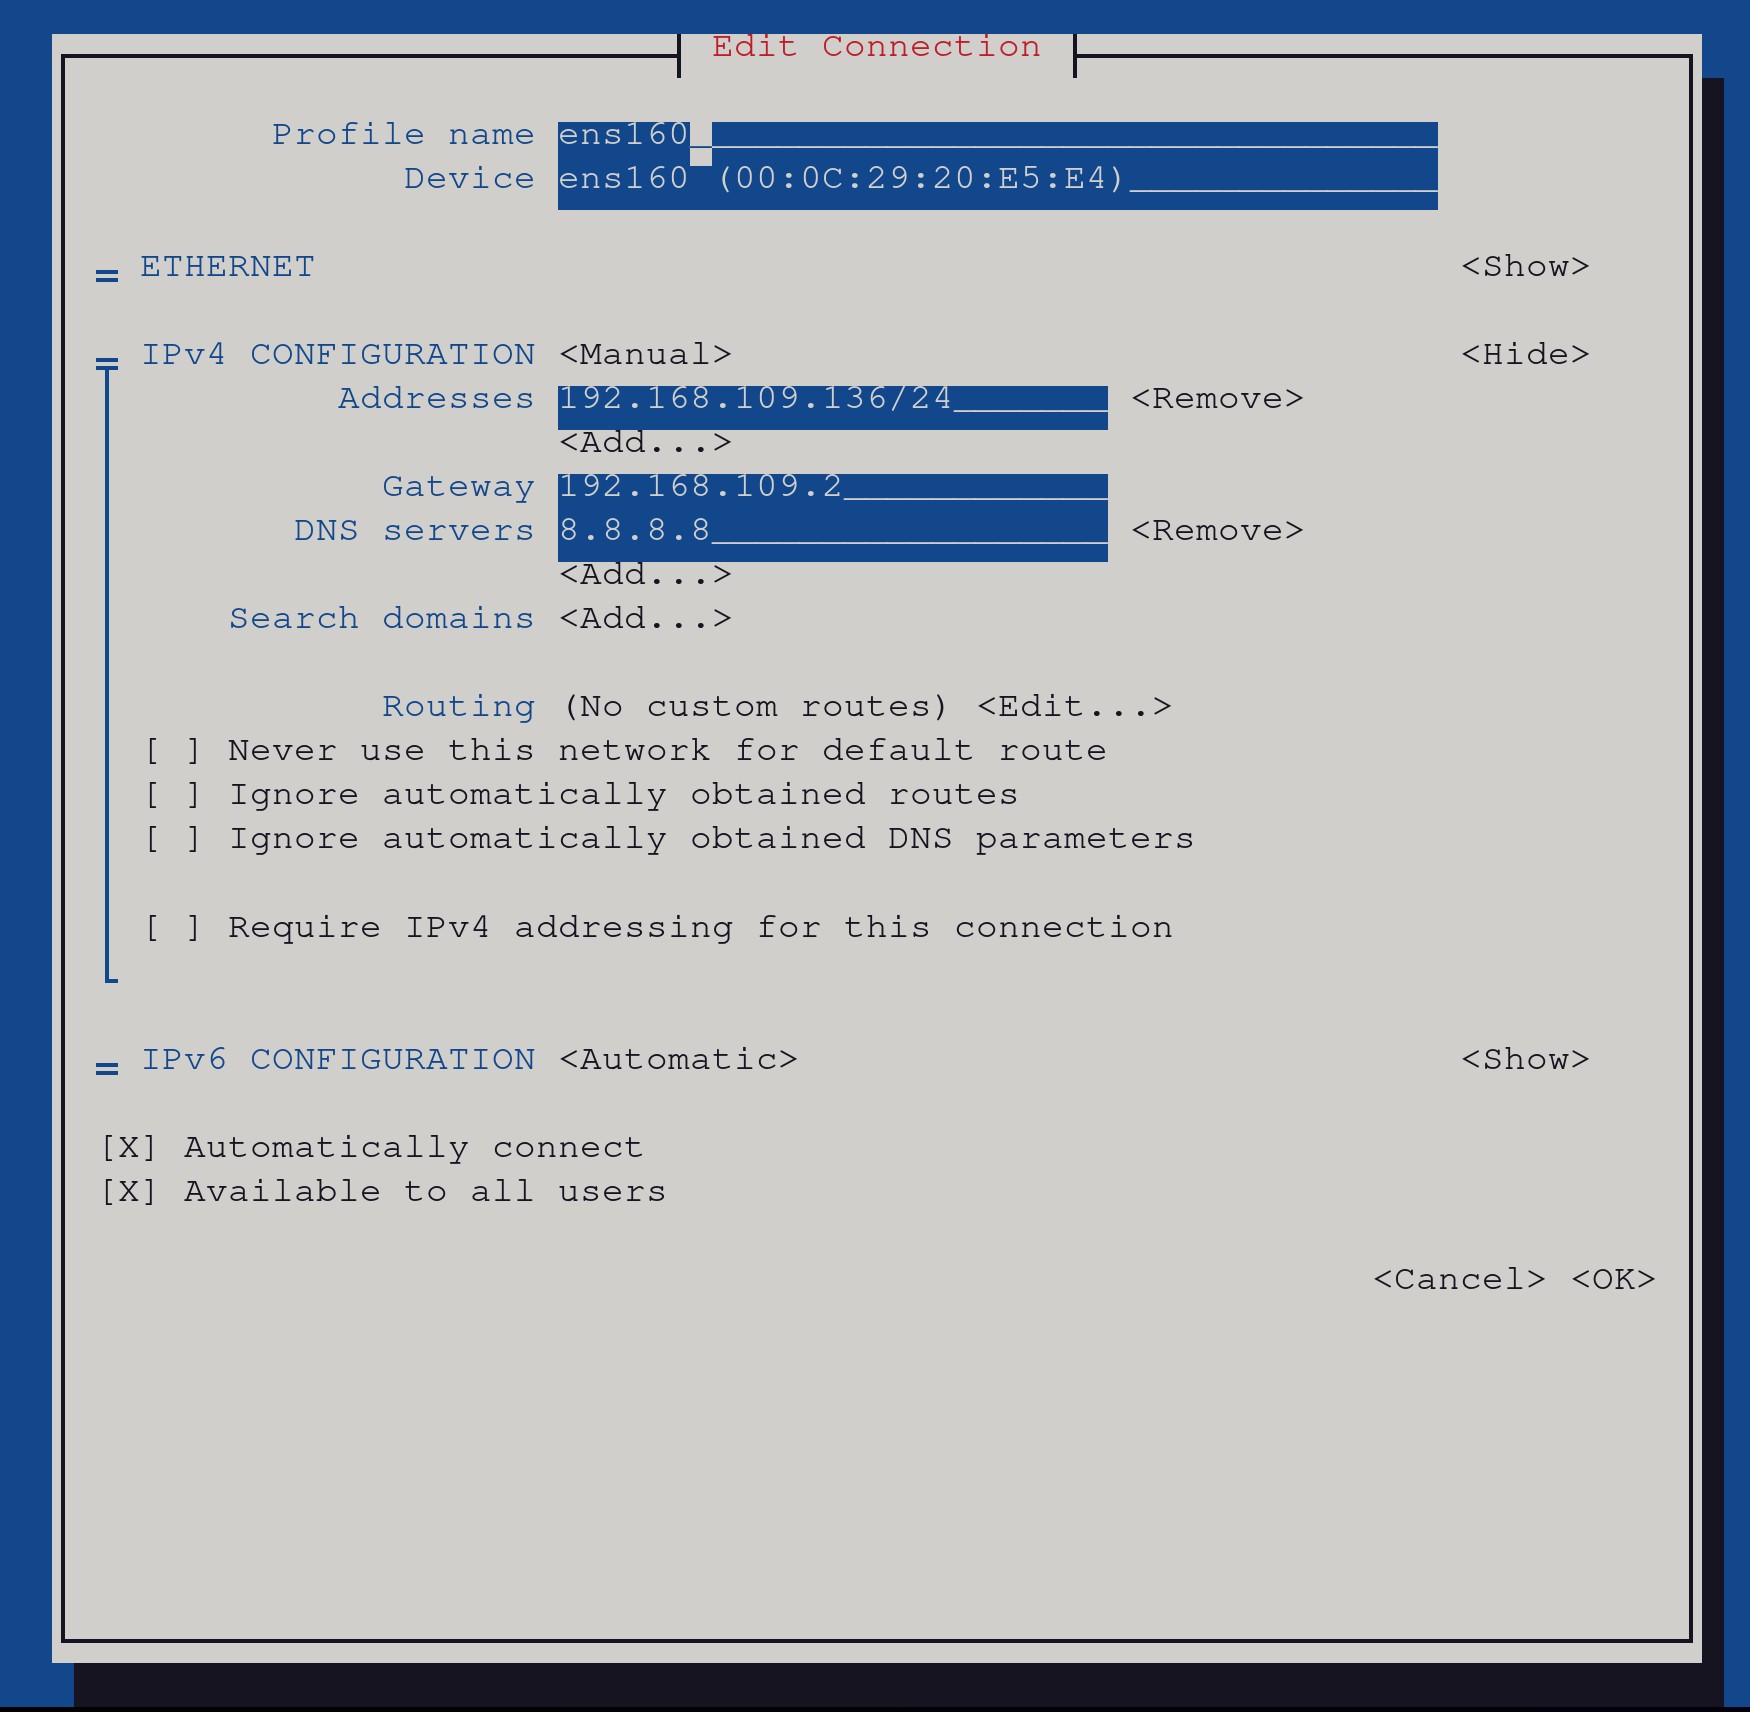 Edit Connection
Profile name ens160
Device ens160 (00:0C:29:20:E5:E4)
ETHERNET <Show>
IPv4 CONFIGURATION <Manual> <Hide>
Addresses 192.168.109.136/24 <Remove>
<Add...>
Gateway 192.168.109.2
DNS servers 8.8.8.8 <Remove>
<Add...>
Search domains <Add...>
Routing (No custom routes) <Edit...>
[ ] Never use this network for default route
[ ] Ignore automatically obtained routes
[ ] Ignore automatically obtained DNS parameters
[ ] Require IPv4 addressing for this connection
IPv6 CONFIGURATION <Automatic> <Show>
[X] Automatically connect
[X] Available to all users
<Cancel> <OK>